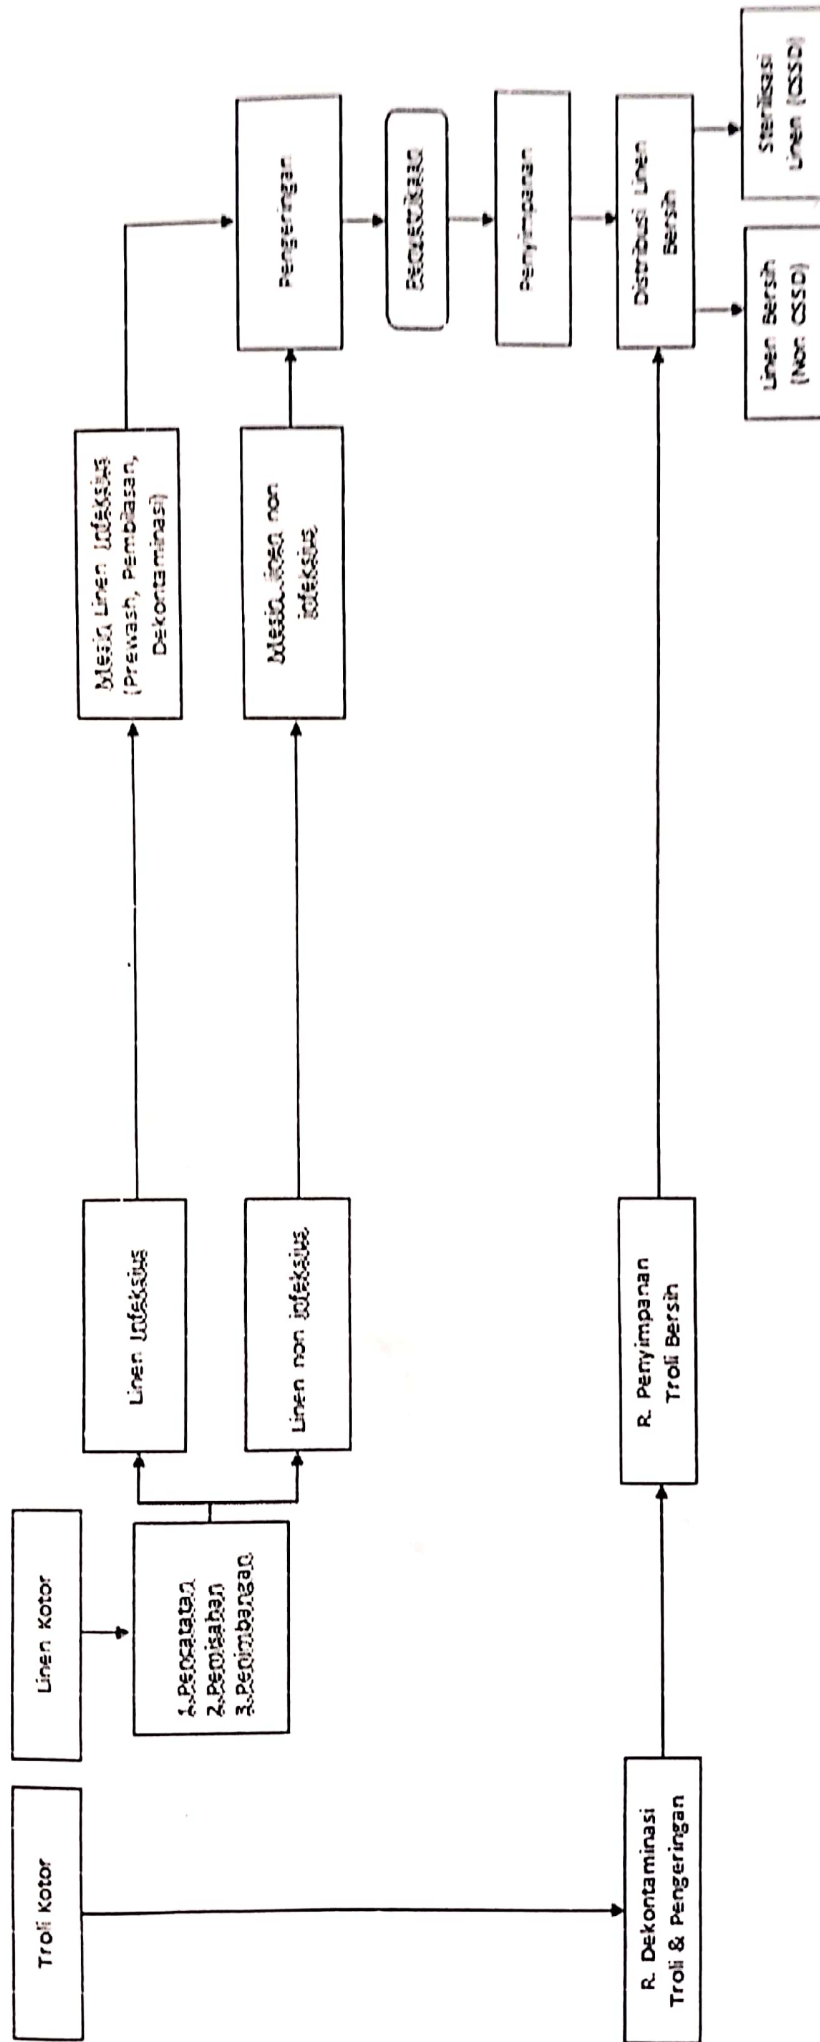 Troli Kotor
Linen Kotor
1.Pencatatan
2.Pemisahan
3.Penimbangan
Linen Infeksius
Linen non infeksius
Mesin Linen Infeksius
(Prewash, Pembilasan,
Dekontaminasi)
Mesin linen non
infeksius
Pengeringan
Penyetrikaan
Penyimpanan
R. Dekontaminasi
Troli & Pengeringan
R. Penyimpanan
Troli Bersih
Distribusi Linen
Bersih
Linen Bersih
(Non CSSD)
Sterilisasi
Linen (CSSD)